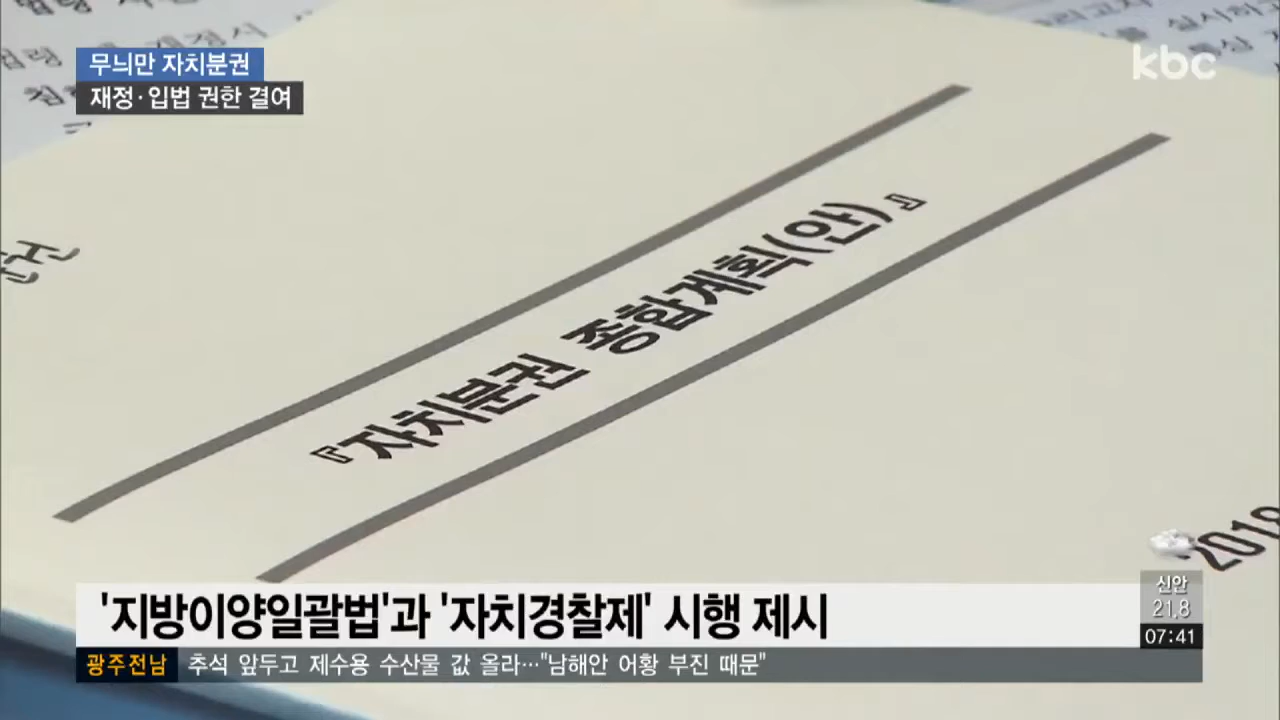 무늬만 자치분권
재정·입법 권한 결여
kbc
『자치분권 종합계획(안)』
'지방이양일괄법'과 '자치경찰제' 시행 제시
신안
21.8
07:41
광주전남 추석 앞두고 제수용 수산물 값 올라..."남해안 어황 부진 때문"